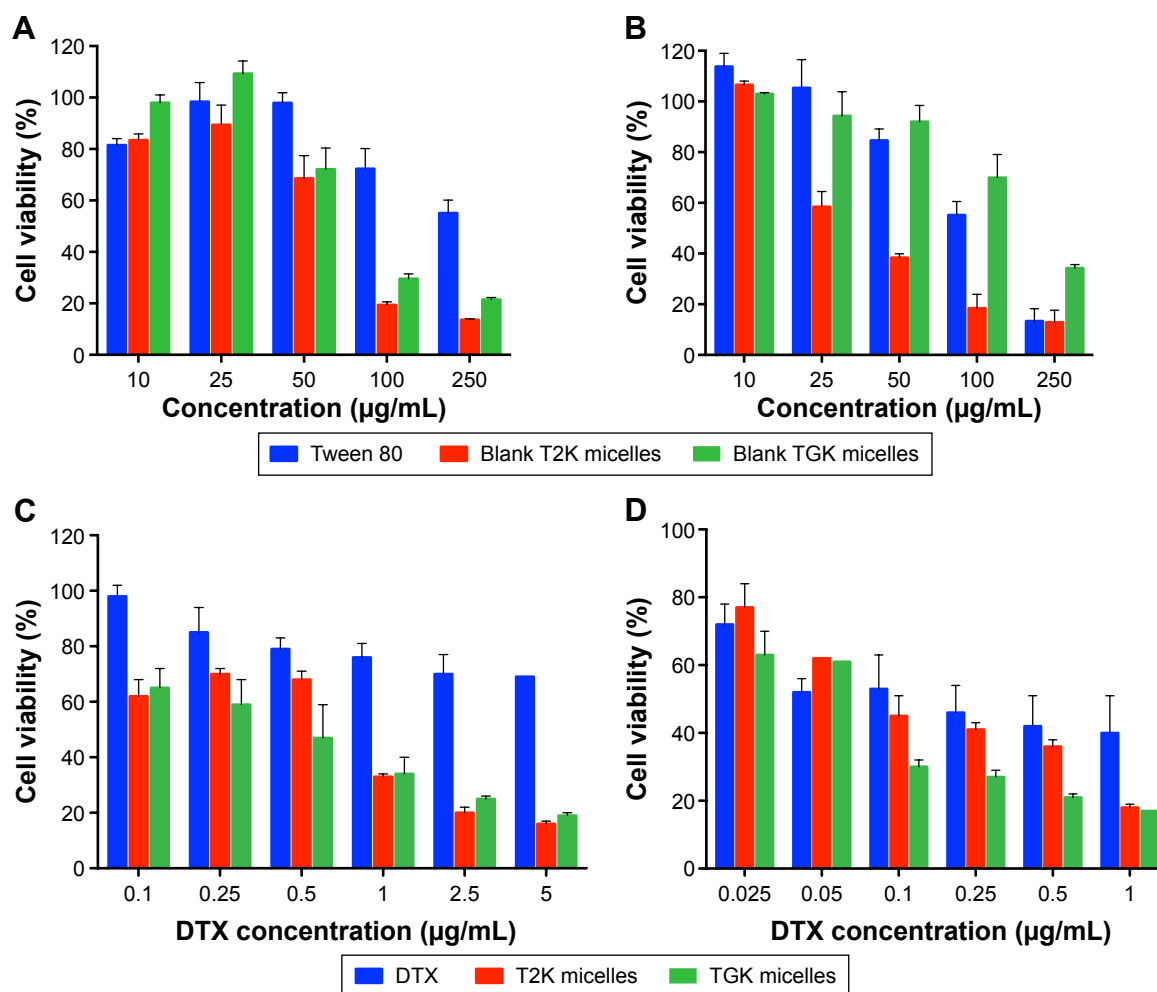 A
Cell viability (%)
120
100
80
60
40
20
0
10 25 50 100 250
Concentration (µg/mL)
B
Cell viability (%)
120
100
80
60
40
20
0
10 25 50 100 250
Concentration (µg/mL)
Tween 80 Blank T2K micelles Blank TGK micelles
C
Cell viability (%)
120
100
80
60
40
20
0
0.1 0.25 0.5 1 2.5 5
DTX concentration (µg/mL)
D
Cell viability (%)
100
80
60
40
20
0
0.025 0.05 0.1 0.25 0.5 1
DTX concentration (µg/mL)
DTX T2K micelles TGK micelles